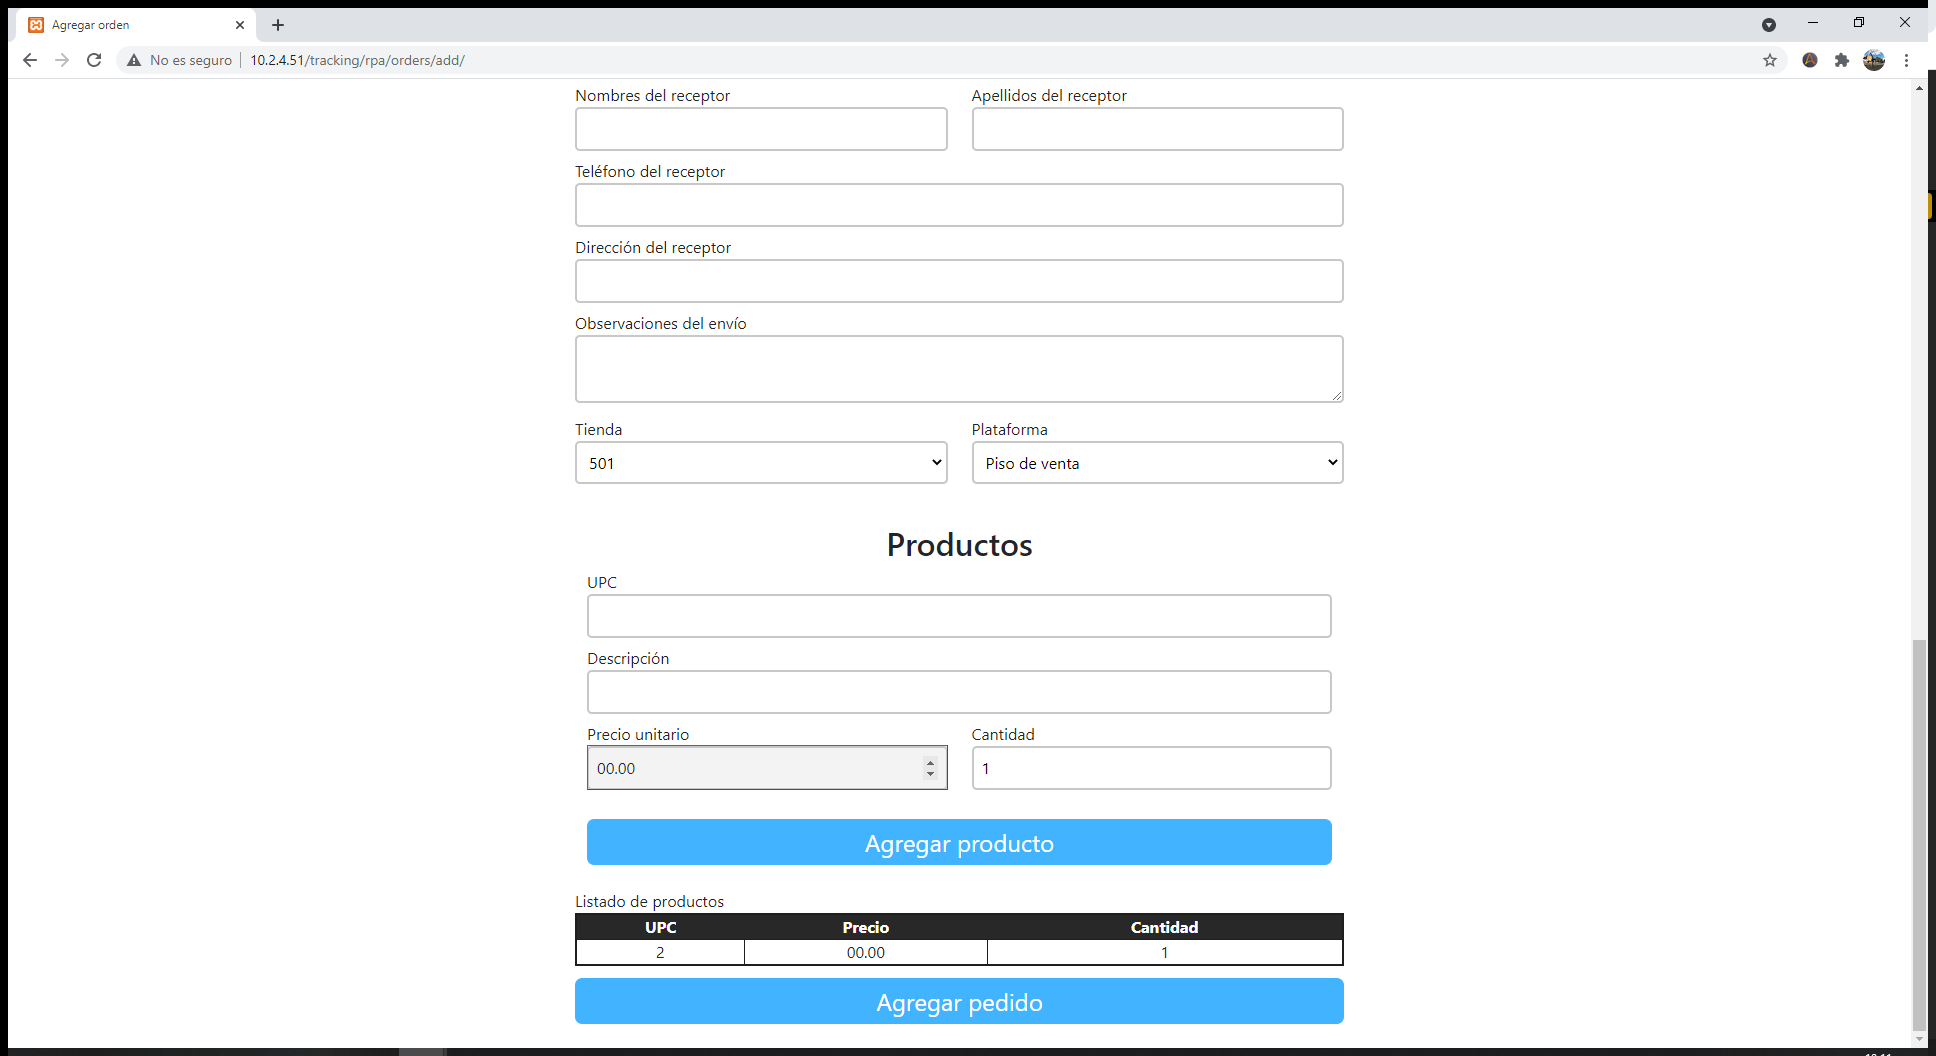 Agregar orden
No es seguro 10.2.4.51/tracking/rpa/orders/add/
Nombres del receptor Apellidos del receptor
Teléfono del receptor
Dirección del receptor
Observaciones del envío
Tienda Plataforma
501 Piso de venta
Productos
UPC
Descripción
Precio unitario Cantidad
00.00 1
Agregar producto
Listado de productos
UPC Precio Cantidad
2 00.00 1
Agregar pedido